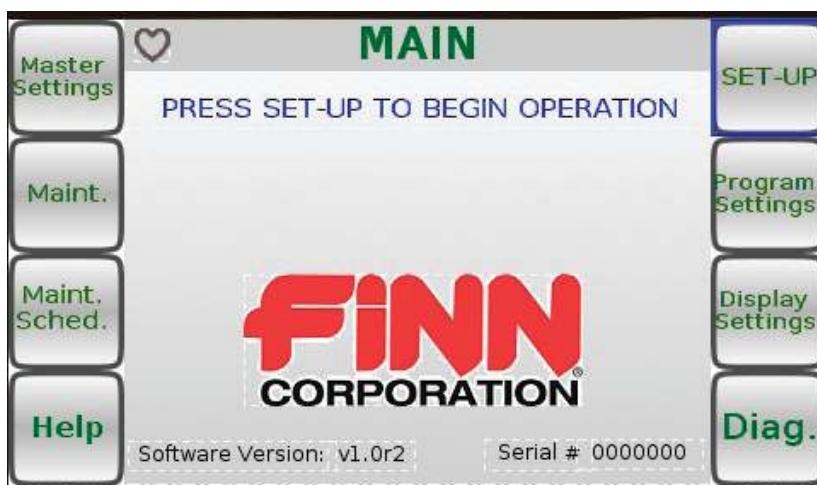 MAIN
PRESS SET-UP TO BEGIN OPERATION
Master
Settings
Maint.
Maint.
Sched.
Help
SET-UP
Program
Settings
Display
Settings
Diag.
FINN
CORPORATION®
Software Version: v1.0r2
Serial # 0000000